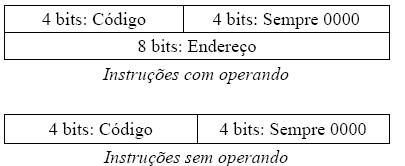 4 bits: Código 4 bits: Sempre 0000
8 bits: Endereço
Instruções com operando
4 bits: Código 4 bits: Sempre 0000
Instruções sem operando